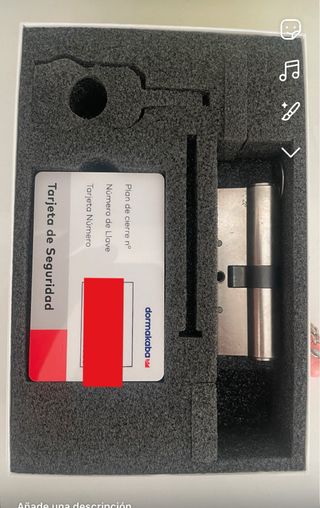 Tarjeta de Seguridad
Plan de cierre nº
Número de Llave
Tarjeta Número
dormakaba
Añade una descripción